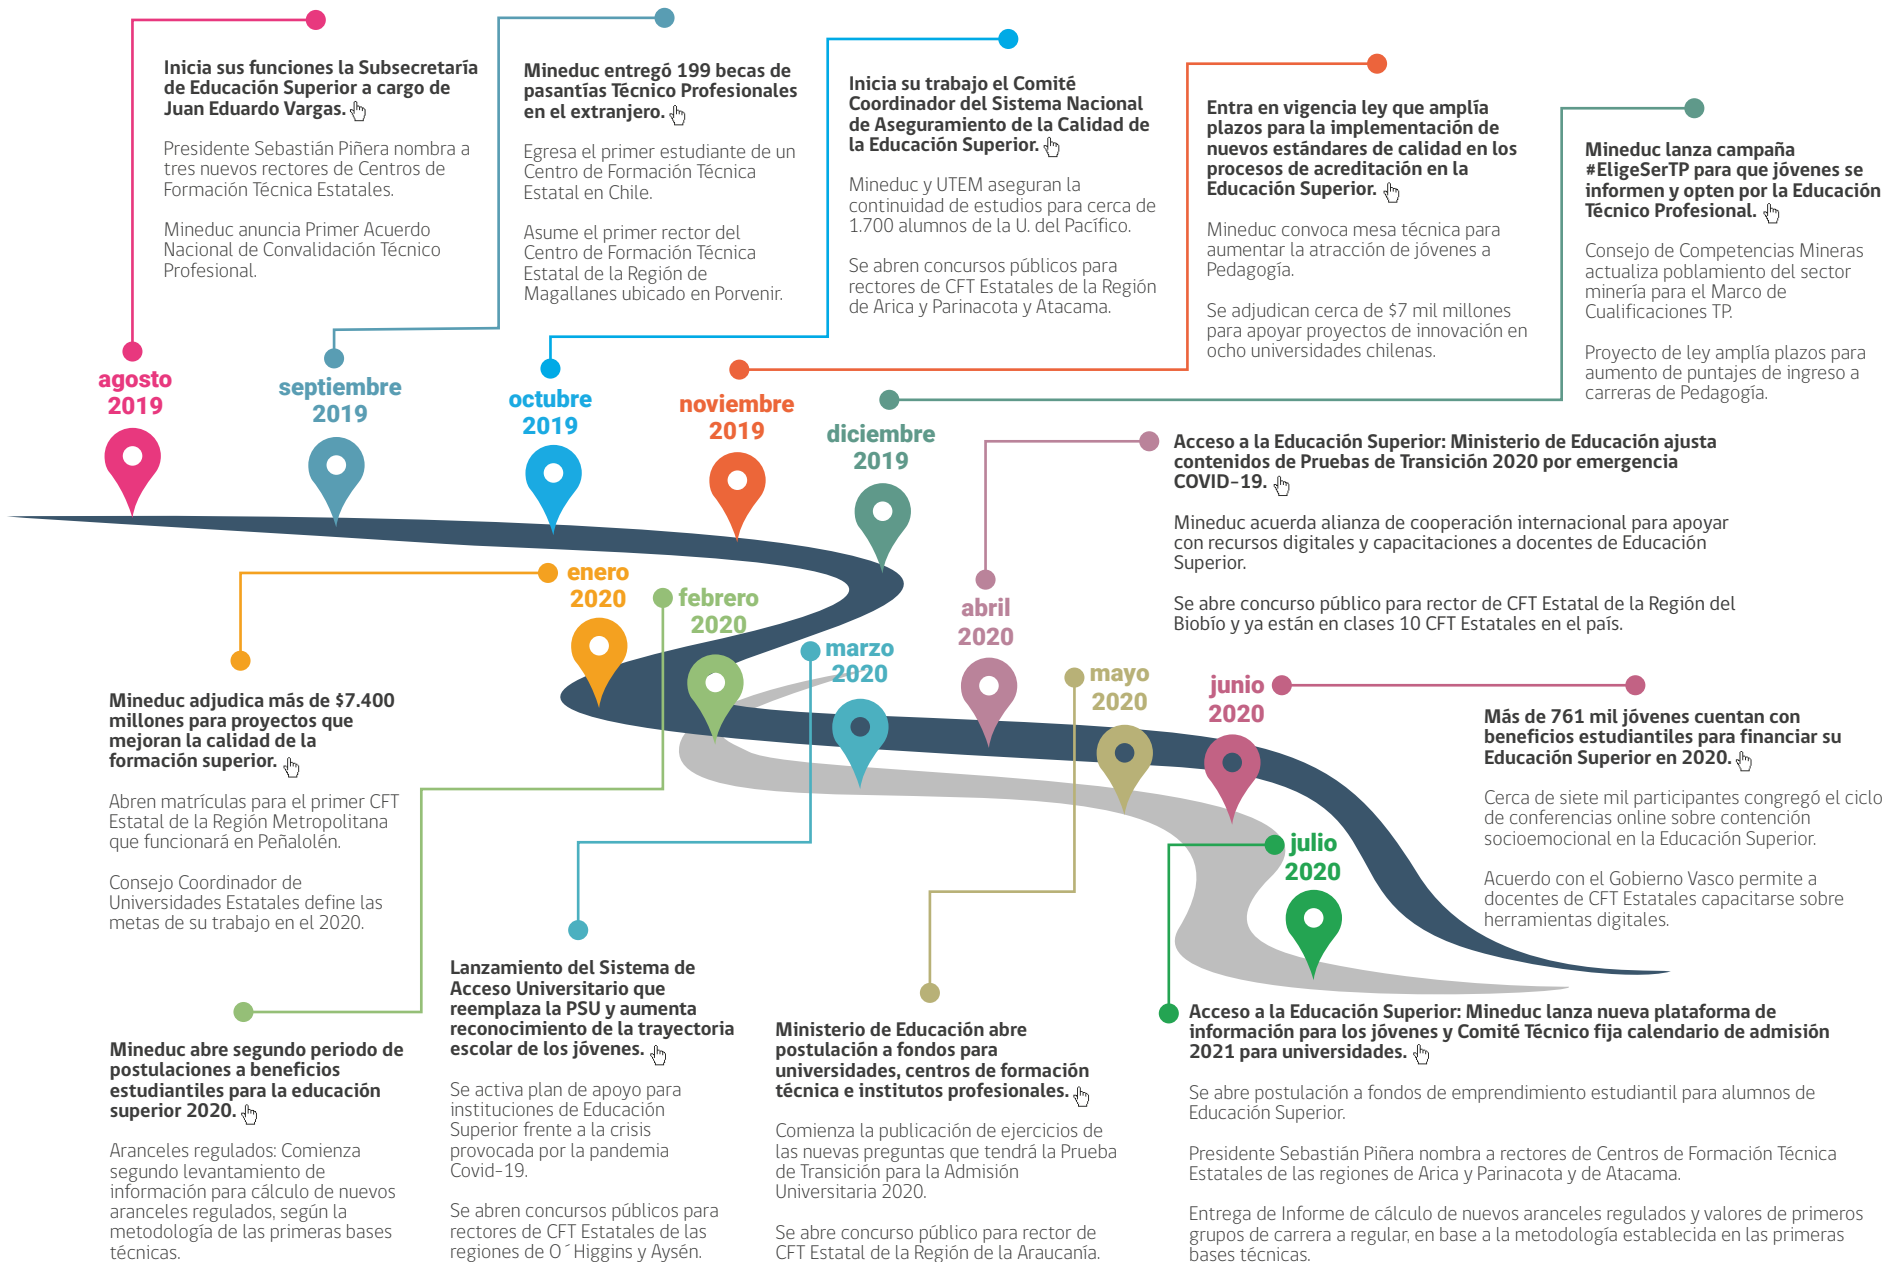 agosto
2019
Inicia sus funciones la Subsecretaría
de Educación Superior a cargo de
Juan Eduardo Vargas.
Presidente Sebastián Piñera nombra a
tres nuevos rectores de Centros de
Formación Técnica Estatales.
Mineduc anuncia Primer Acuerdo
Nacional de Convalidación Técnico
Profesional.
septiembre
2019
Mineduc entregó 199 becas de
pasantías Técnico Profesionales
en el extranjero.
Egresa el primer estudiante de un
Centro de Formación Técnica
Estatal en Chile.
Asume el primer rector del
Centro de Formación Técnica
Estatal de la Región de
Magallanes ubicado en Porvenir.
octubre
2019
Inicia su trabajo el Comité
Coordinador del Sistema Nacional
de Aseguramiento de la Calidad de
la Educación Superior.
Mineduc y UTEM aseguran la
continuidad de estudios para cerca de
1.700 alumnos de la U. del Pacífico.
Se abren concursos públicos para
rectores de CFT Estatales de la Región
de Arica y Parinacota y Atacama.
noviembre
2019
Entra en vigencia ley que amplía
plazos para la implementación de
nuevos estándares de calidad en los
procesos de acreditación en la
Educación Superior.
Mineduc convoca mesa técnica para
aumentar la atracción de jóvenes a
Pedagogía.
Se adjudican cerca de $7 mil millones
para apoyar proyectos de innovación en
ocho universidades chilenas.
diciembre
2019
Mineduc lanza campaña
#EligeSerTP para que jóvenes se
informen y opten por la Educación
Técnico Profesional.
Consejo de Competencias Mineras
actualiza poblamiento del sector
minería para el Marco de
Cualificaciones TP.
Proyecto de ley amplía plazos para
aumento de puntajes de ingreso a
carreras de Pedagogía.
enero
2020
Mineduc adjudica más de $7.400
millones para proyectos que
mejoran la calidad de la
formación superior.
Abren matrículas para el primer CFT
Estatal de la Región Metropolitana
que funcionará en Peñalolén.
Consejo Coordinador de
Universidades Estatales define las
metas de su trabajo en el 2020.
febrero
2020
Mineduc abre segundo periodo de
postulaciones a beneficios
estudiantiles para la educación
superior 2020.
Aranceles regulados: Comienza
segundo levantamiento de
información para cálculo de nuevos
aranceles regulados, según la
metodología de las primeras bases
técnicas.
marzo
2020
Lanzamiento del Sistema de
Acceso Universitario que
reemplaza la PSU y aumenta
reconocimiento de la trayectoria
escolar de los jóvenes.
Se activa plan de apoyo para
instituciones de Educación
Superior frente a la crisis
provocada por la pandemia
Covid-19.
Se abren concursos públicos para
rectores de CFT Estatales de las
regiones de O´Higgins y Aysén.
abril
2020
Acceso a la Educación Superior: Ministerio de Educación ajusta
contenidos de Pruebas de Transición 2020 por emergencia
COVID-19.
Mineduc acuerda alianza de cooperación internacional para apoyar
con recursos digitales y capacitaciones a docentes de Educación
Superior.
Se abre concurso público para rector de CFT Estatal de la Región del
Biobío y ya están en clases 10 CFT Estatales en el país.
mayo
2020
Ministerio de Educación abre
postulación a fondos para
universidades, centros de formación
técnica e institutos profesionales.
Comienza la publicación de ejercicios de
las nuevas preguntas que tendrá la Prueba
de Transición para la Admisión
Universitaria 2020.
Se abre concurso público para rector de
CFT Estatal de la Región de la Araucanía.
junio
2020
Más de 761 mil jóvenes cuentan con
beneficios estudiantiles para financiar su
Educación Superior en 2020.
Cerca de siete mil participantes congregó el ciclo
de conferencias online sobre contención
socioemocional en la Educación Superior.
Acuerdo con el Gobierno Vasco permite a
docentes de CFT Estatales capacitarse sobre
herramientas digitales.
julio
2020
Acceso a la Educación Superior: Mineduc lanza nueva plataforma de
información para los jóvenes y Comité Técnico fija calendario de admisión
2021 para universidades.
Se abre postulación a fondos de emprendimiento estudiantil para alumnos de
Educación Superior.
Presidente Sebastián Piñera nombra a rectores de Centros de Formación Técnica
Estatales de las regiones de Arica y Parinacota y de Atacama.
Entrega de Informe de cálculo de nuevos aranceles regulados y valores de primeros
grupos de carrera a regular, en base a la metodología establecida en las primeras
bases técnicas.